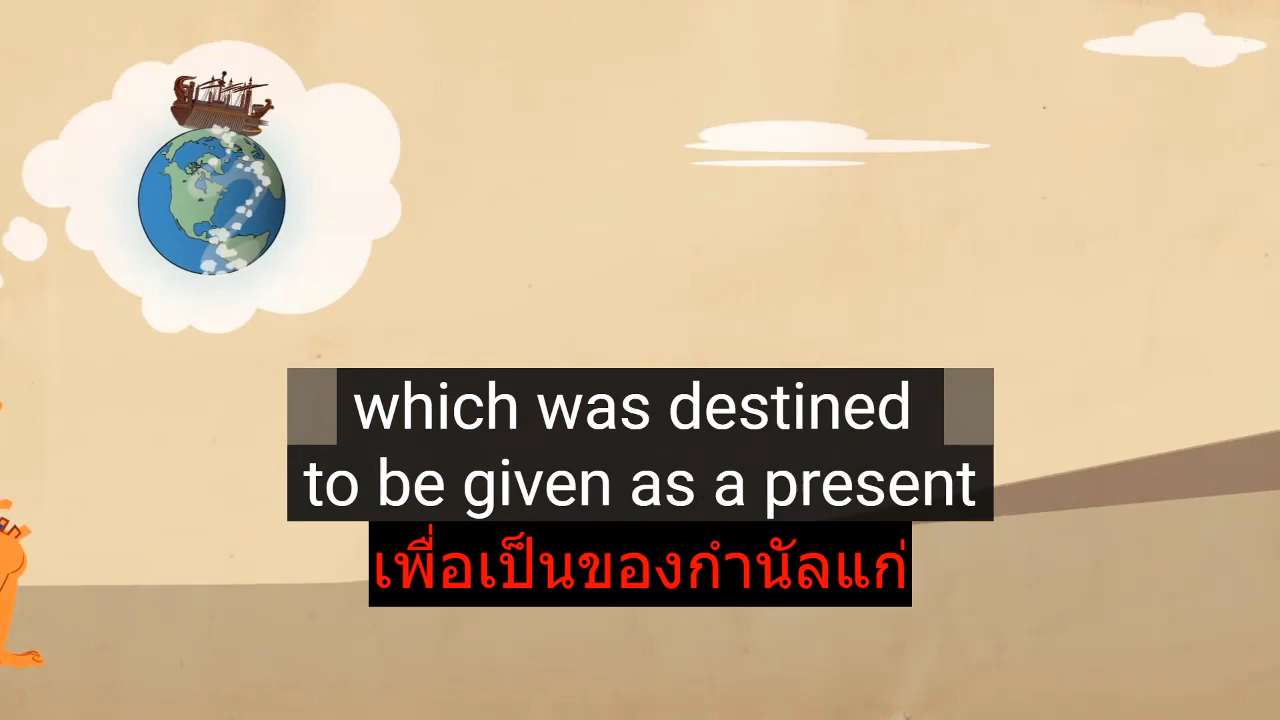 which was destined
to be given as a present
เพื่อเป็นของกำนัลแก่